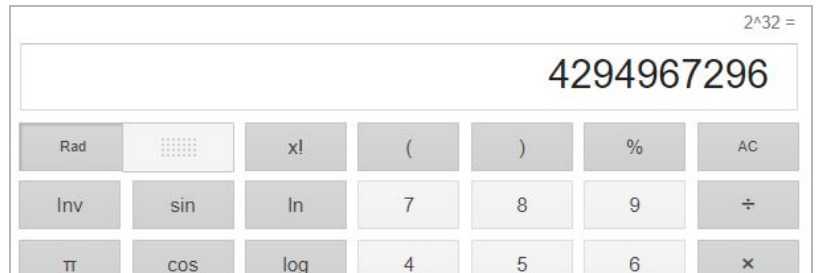 2^32 =
4294967296
Rad x! ( ) % AC
Inv sin ln 7 8 9 ÷
π cos log 4 5 6 ×